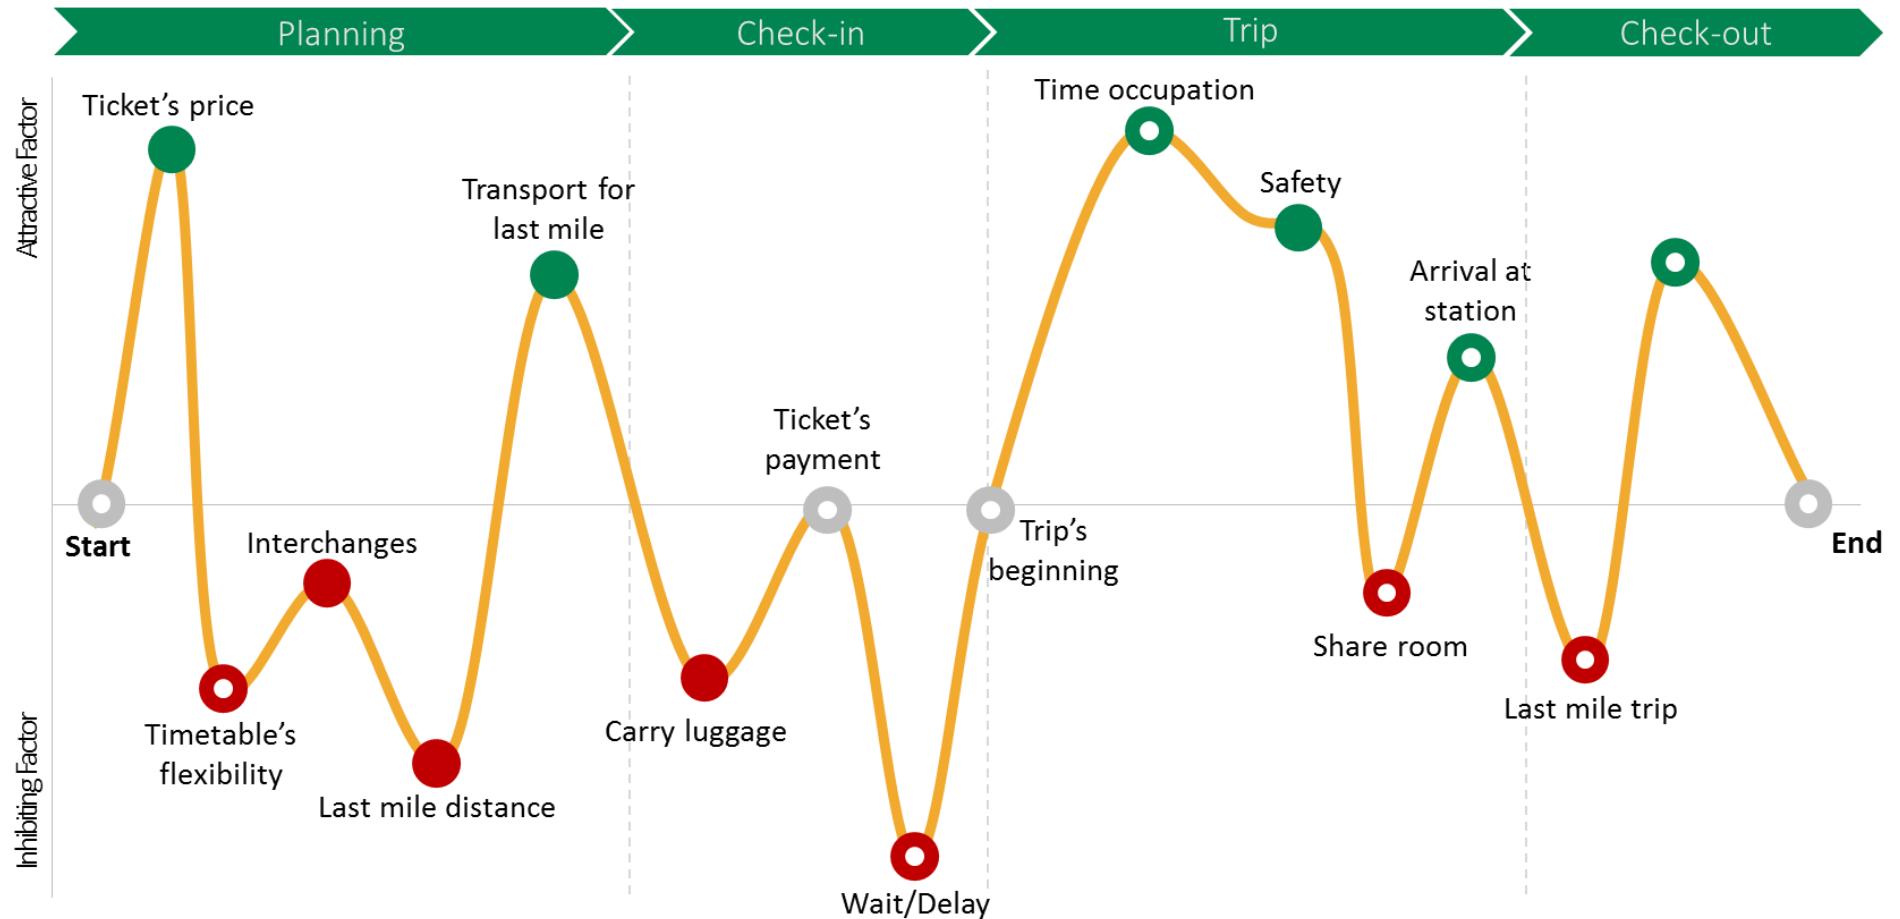 Planning
Check-in
Trip
Check-out
Attractive Factor
Inhibiting Factor
Ticket’s price
Transport for
last mile
Start
Interchanges
Timetable’s
flexibility
Last mile distance
Ticket’s
payment
Carry luggage
Wait/Delay
Trip’s
beginning
Time occupation
Safety
Arrival at
station
Share room
Last mile trip
End